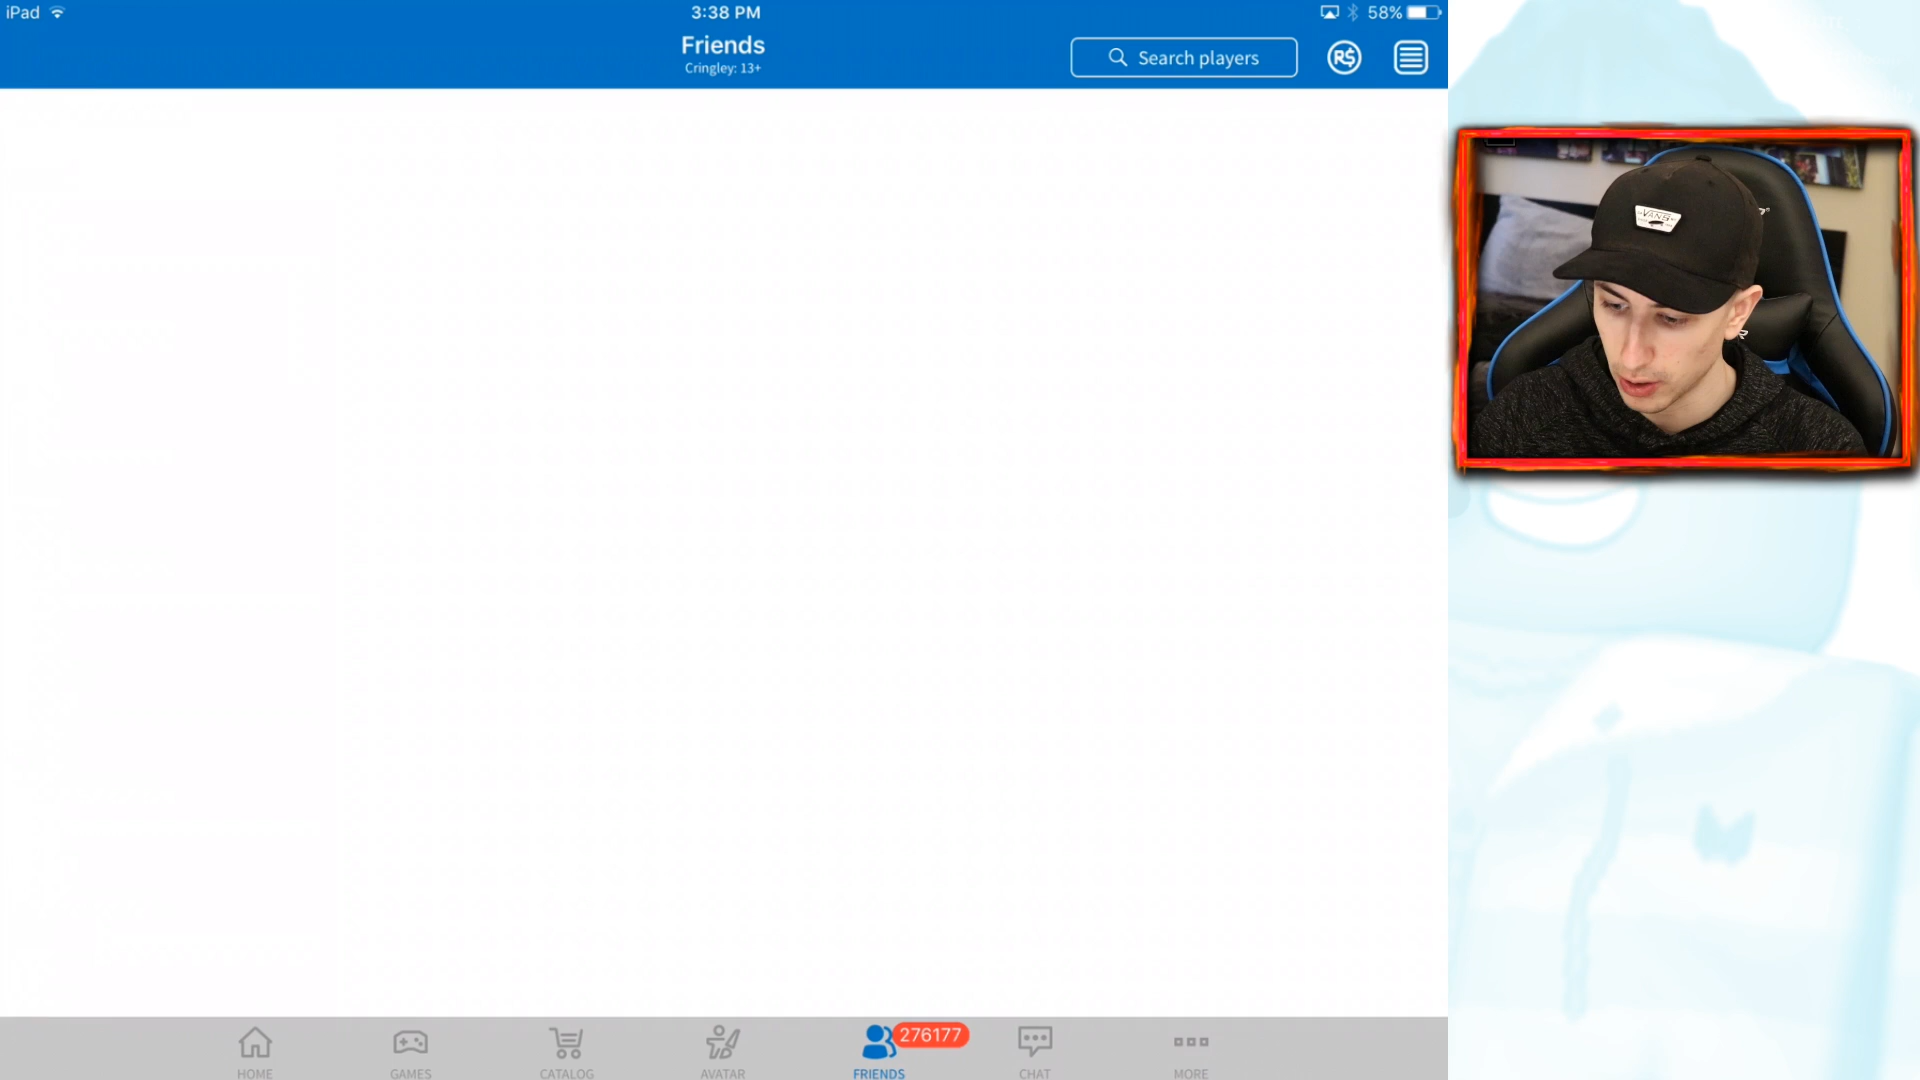 iPad
3:38 PM
58%
Friends
Cringley: 13+
Search players
R$
VANS
276177
HOME
GAMES
CATALOG
AVATAR
FRIENDS
CHAT
MORE